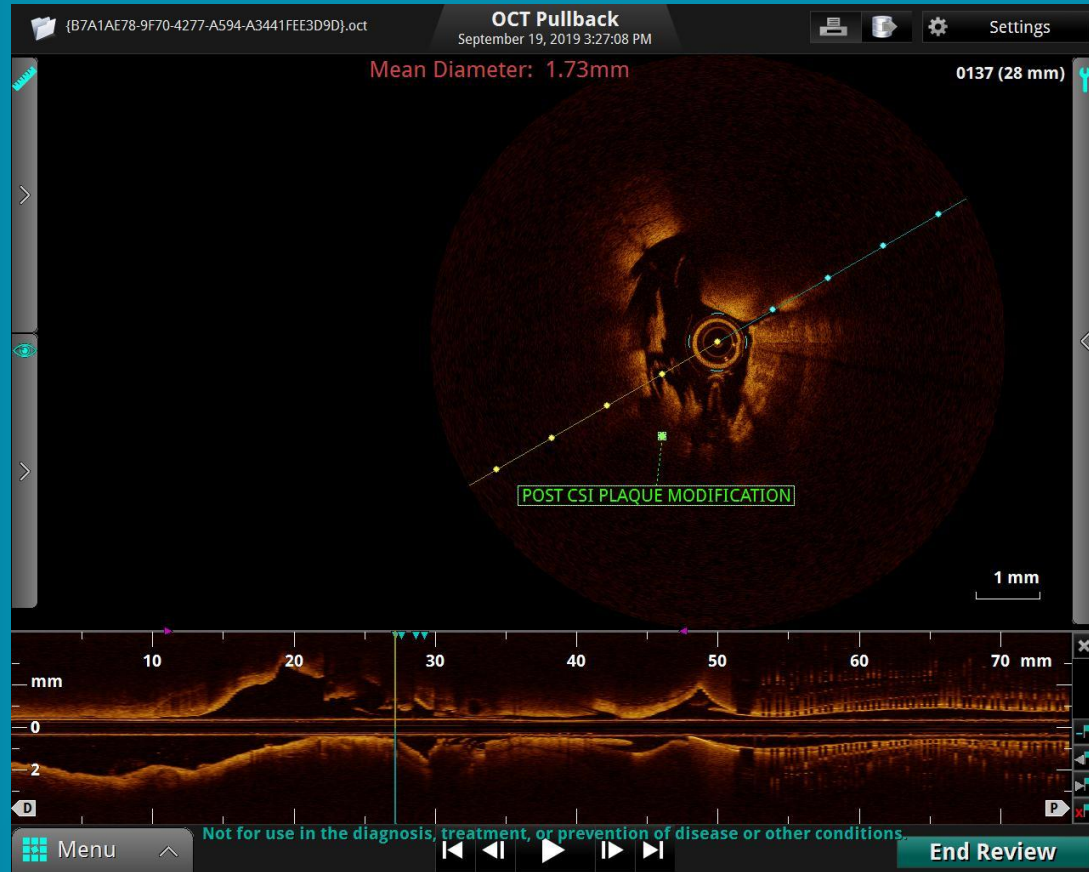 {B7A1AE78-9F70-4277-A594-A3441FEE3D9D}.oct
OCT Pullback
September 19, 2019 3:27:08 PM
Settings
Mean Diameter: 1.73mm
0137 (28 mm)
POST CSI PLAQUE MODIFICATION
1 mm
10 20 30 40 50 60 70 mm
mm
0
2
D P
Not for use in the diagnosis, treatment, or prevention of disease or other conditions.
Menu
End Review